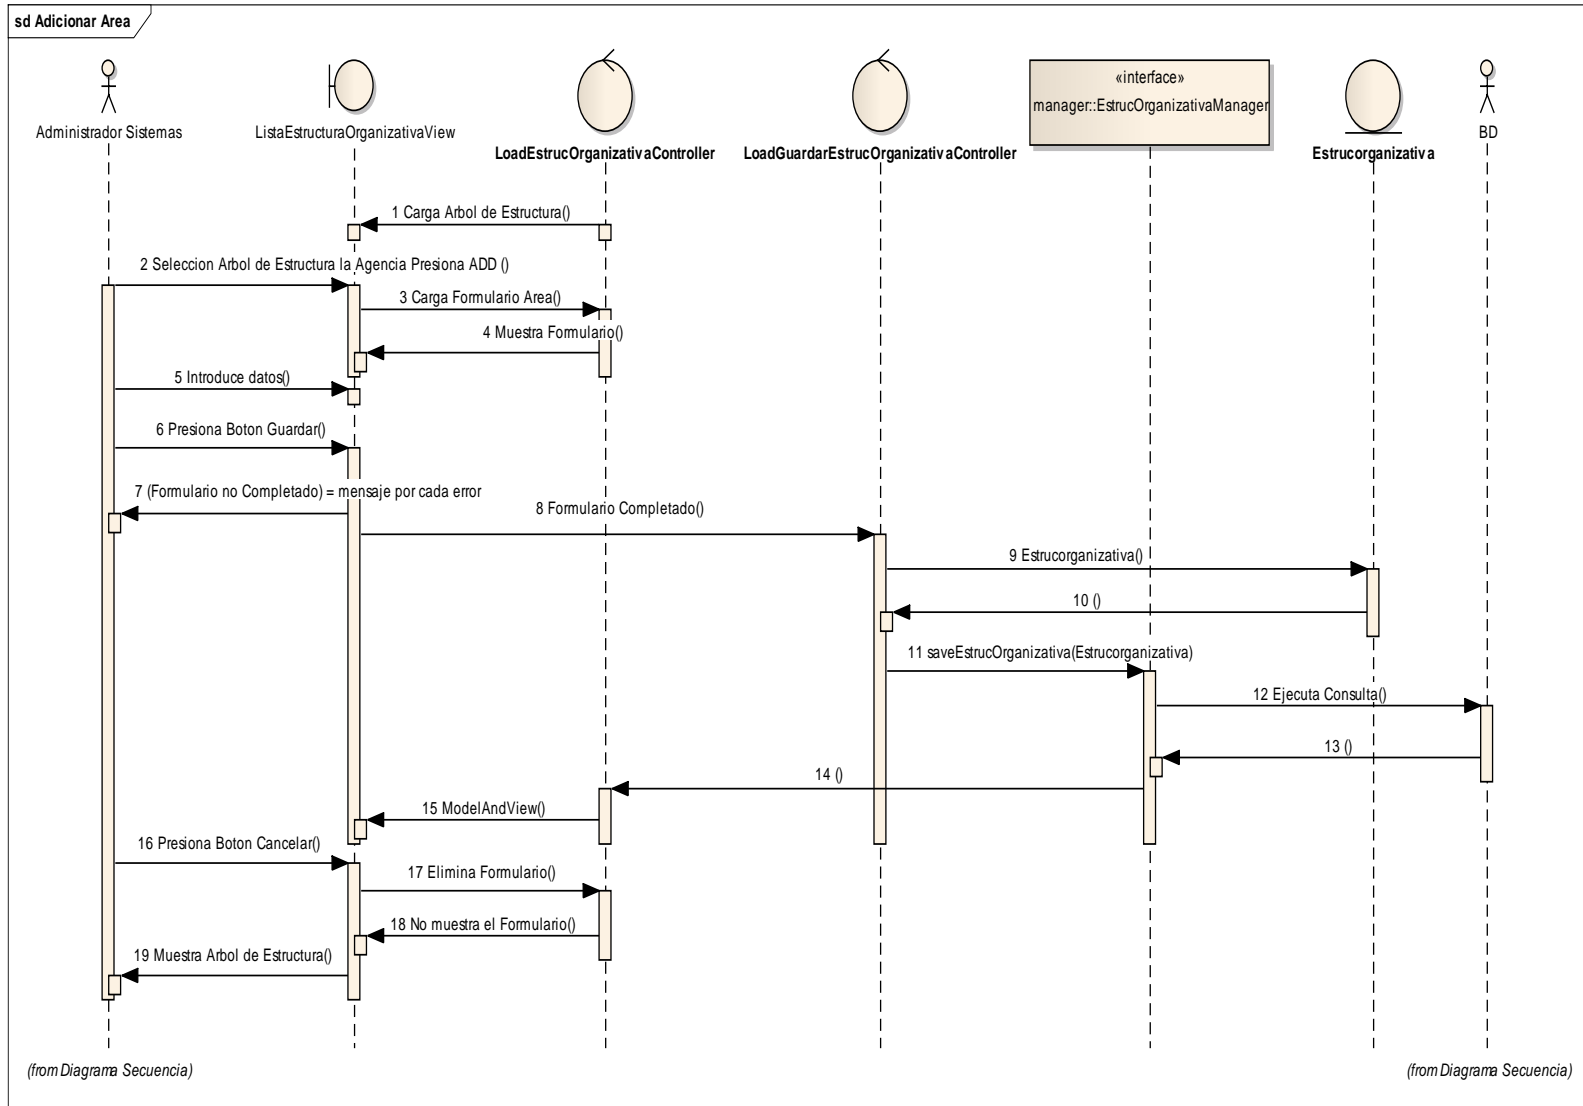 sd Adicionar Area
«interface»
manager::EstrucOrganizativaManager
Administrador Sistemas
ListaEstructuraOrganizativaView
BD
LoadEstrucOrganizativaController
LoadGuardarEstrucOrganizativaController
Estrucorganizativa
1 Carga Arbol de Estructura()
2 Seleccion Arbol de Estructura la Agencia Presiona ADD ()
3 Carga Formulario Area()
4 Muestra Formulario()
5 Introduce datos()
6 Presiona Boton Guardar()
7 (Formulario no Completado) = mensaje por cada error
8 Formulario Completado()
9 Estrucorganizativa()
10 ()
11 saveEstrucOrganizativa(Estrucorganizativa)
12 Ejecuta Consulta()
13 ()
14 ()
15 ModelAndView()
16 Presiona Boton Cancelar()
17 Elimina Formulario()
18 No muestra el Formulario()
19 Muestra Arbol de Estructura()
(from Diagrama Secuencia)
(from Diagrama Secuencia)